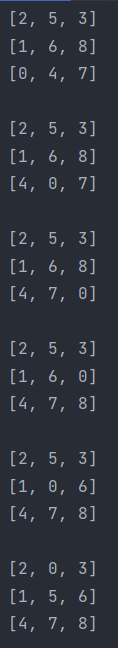 [2, 5, 3]
[1, 6, 8]
[0, 4, 7]
[2, 5, 3]
[1, 6, 8]
[4, 0, 7]
[2, 5, 3]
[1, 6, 8]
[4, 7, 0]
[2, 5, 3]
[1, 6, 0]
[4, 7, 8]
[2, 5, 3]
[1, 0, 6]
[4, 7, 8]
[2, 0, 3]
[1, 5, 6]
[4, 7, 8]